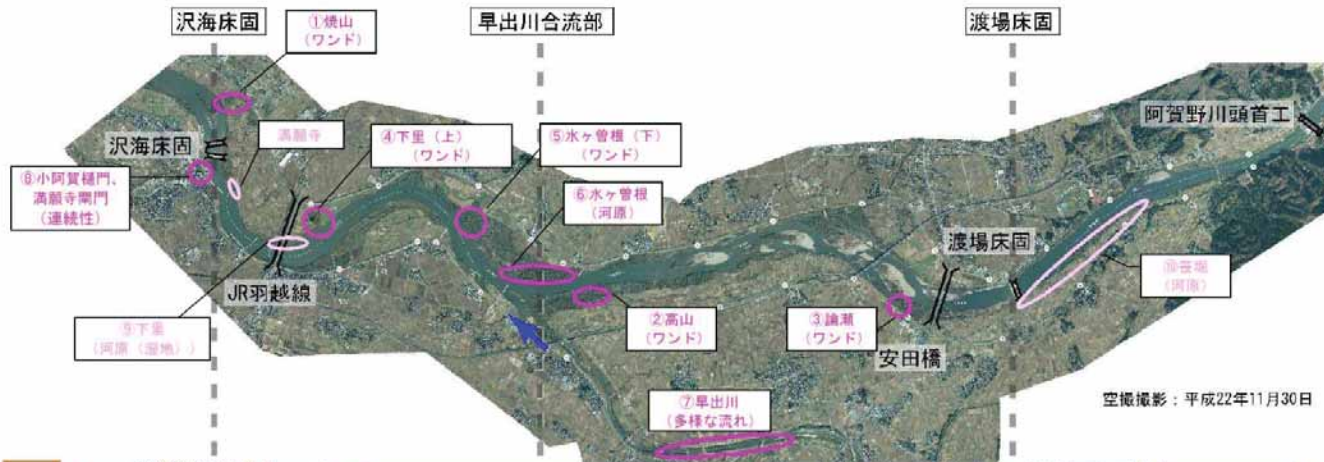 沢海床固
早出川合流部
渡場床固
①焼山
(ワンド)
阿賀野川頭首工
沢海床固
満願寺
④下里(上)
(ワンド)
⑤水ヶ曽根(下)
(ワンド)
⑧小阿賀樋門、
満願寺閘門
(連続性)
⑥水ヶ曽根
(河原)
渡場床固
JR羽越線
⑩笹堀
(河原)
⑨下里
(河原(湿地))
②高山
(ワンド)
③論瀬
(ワンド)
安田橋
⑦早出川
(多様な流れ)
空撮撮影:平成22年11月30日